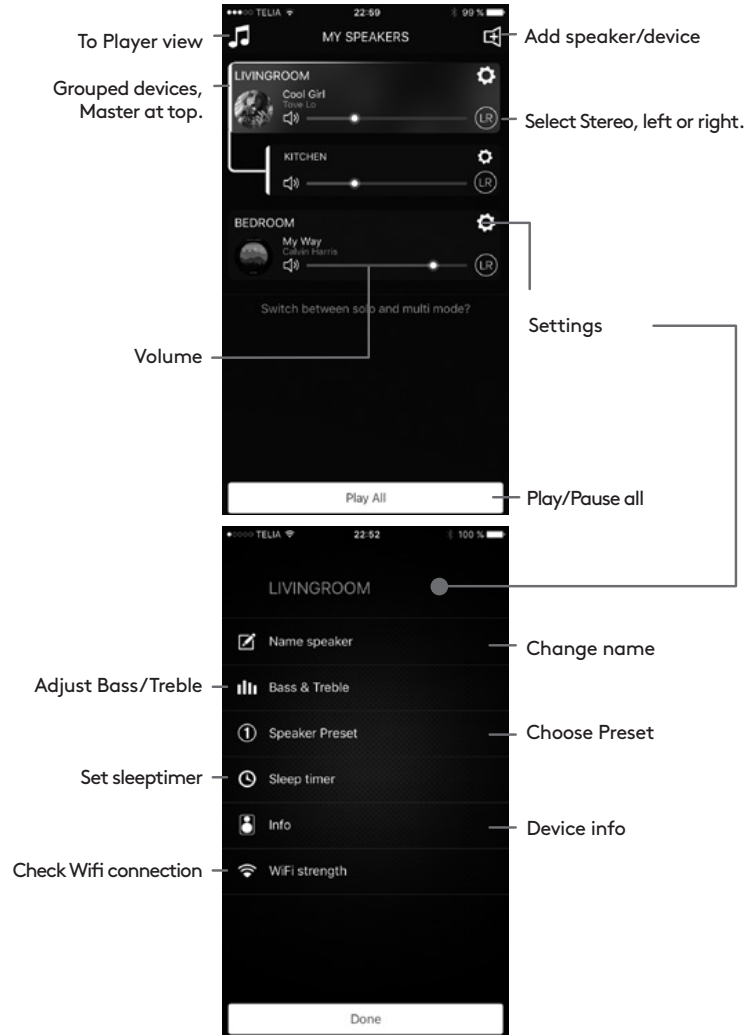 TELIA 22:59 99 %
To Player view MY SPEAKERS Add speaker/device
Grouped devices,
Master at top.
LIVINGROOM
Cool Girl
Tove Lo
LR Select Stereo, left or right.
KITCHEN
LR
BEDROOM
My Way
Calvin Harris
LR
Switch between solo and multi mode?
Settings
Volume
Play All Play/Pause all
TELIA 22:52 100 %
LIVINGROOM
Name speaker Change name
Adjust Bass/Treble Bass & Treble
1 Speaker Preset Choose Preset
Set sleeptimer Sleep timer
Info Device info
Check Wifi connection WiFi strength
Done